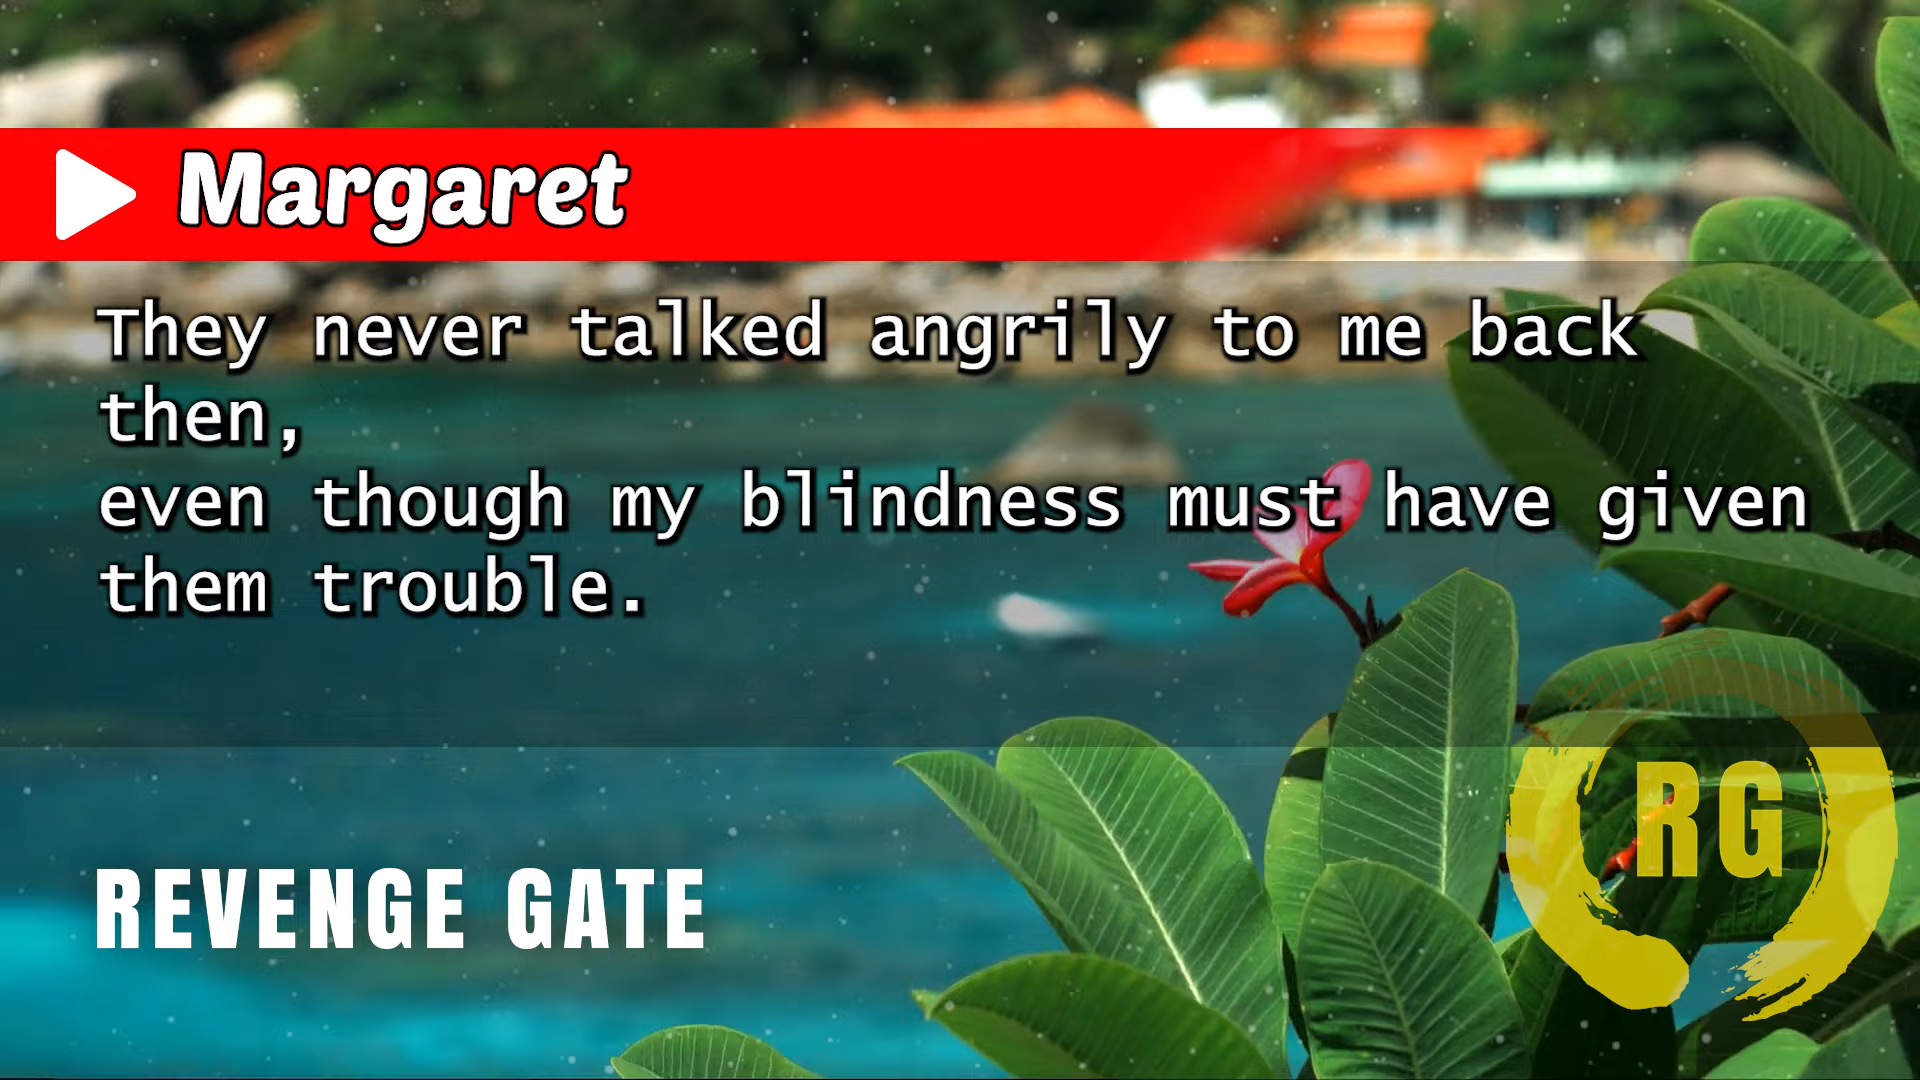 Margaret
They never talked angrily to me back
then,
even though my blindness must have given
them trouble.
RG
REVENGE GATE